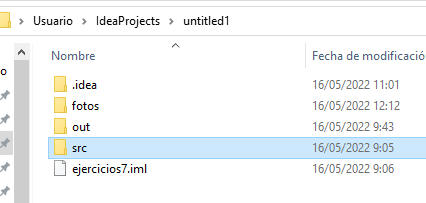 Usuario > IdeaProjects > untitled1
Nombre Fecha de modificació
.idea 16/05/2022 11:01
fotos 16/05/2022 12:12
out 16/05/2022 9:43
src 16/05/2022 9:05
ejercicios7.iml 16/05/2022 9:06